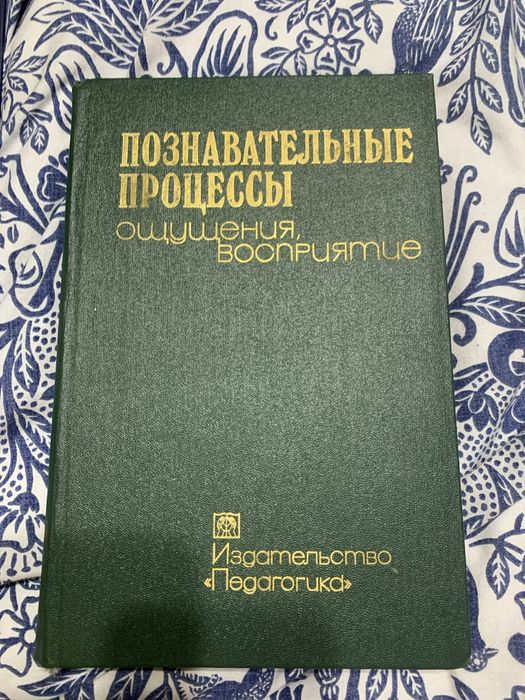 ПОЗНАВАТЕЛЬНЫЕ
ПРОЦЕССЫ
ощущения,
восприятие
Издательство
«Педагогика»